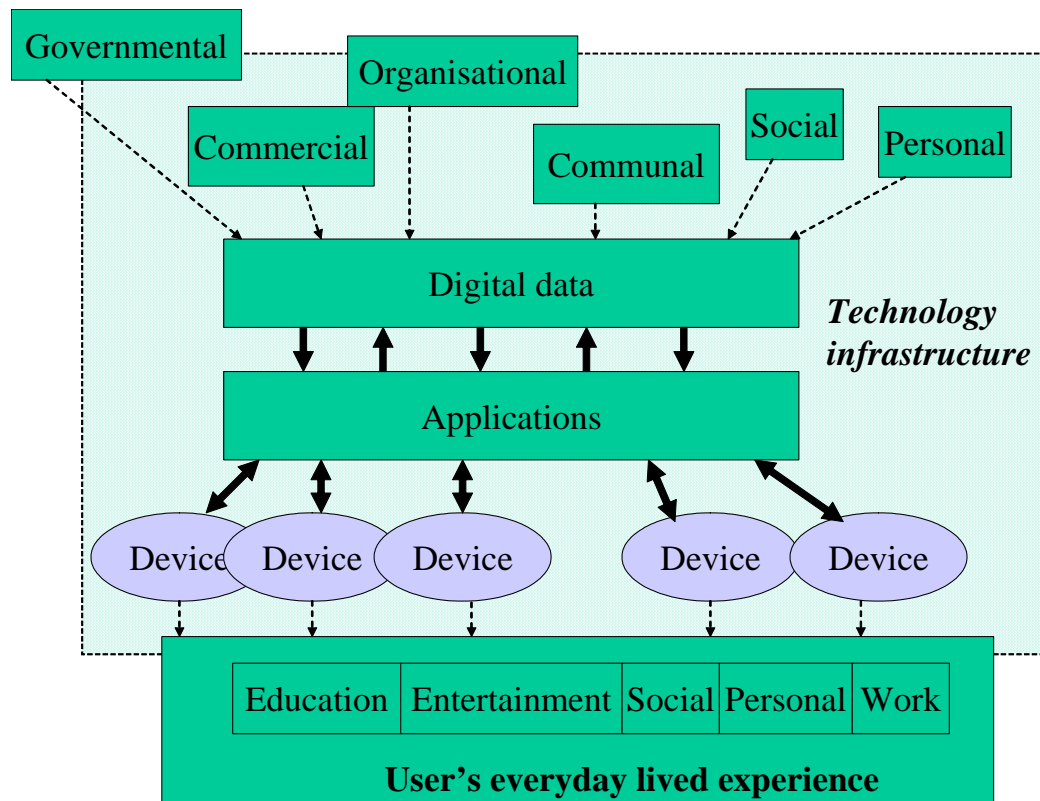 Governmental
Organisational
Commercial
Communal
Social
Personal
Digital data
Technology
infrastructure
Applications
Device
Device
Device
Device
Device
Education
Entertainment
Social
Personal
Work
User’s everyday lived experience